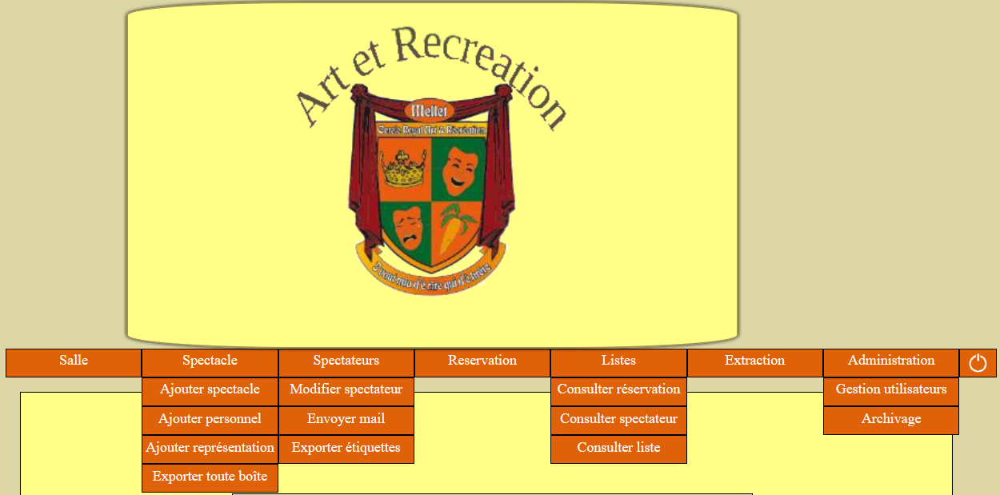 Art et Recreation
Mellet
Cercle Royal Art & Récréation
Salle Spectacle Spectateurs Reservation Listes Extraction Administration
Ajouter spectacle Modifier spectateur Consulter réservation Gestion utilisateurs
Ajouter personnel Envoyer mail Consulter spectateur Archivage
Ajouter représentation Exporter étiquettes Consulter liste
Exporter toute boîte